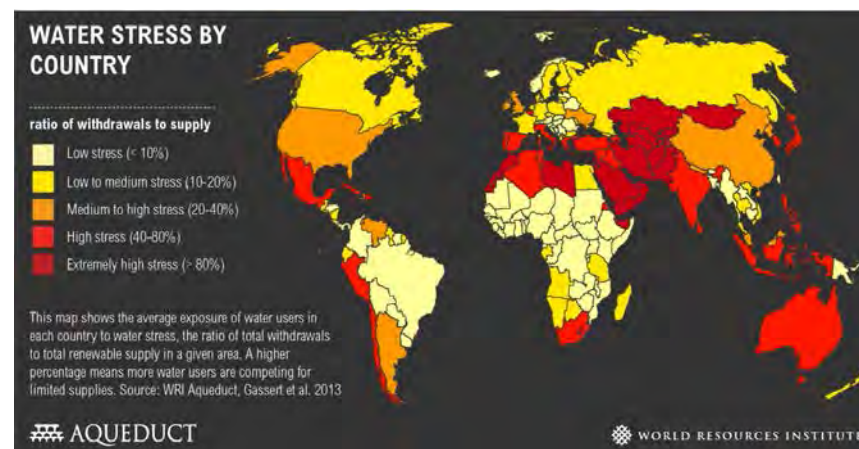 WATER STRESS BY
COUNTRY
ratio of withdrawals to supply
Low stress (< 10%)
Low to medium stress (10-20%)
Medium to high stress (20-40%)
High stress (40-80%)
Extremely high stress (> 80%)
This map shows the average exposure of water users in
each country to water stress, the ratio of total withdrawals
to total renewable supply in a given area. A higher
percentage means more water users are competing for
limited supplies. Source: WRI Aqueduct, Gassert et al. 2013
AQUEDUCT
WORLD RESOURCES INSTITUTE